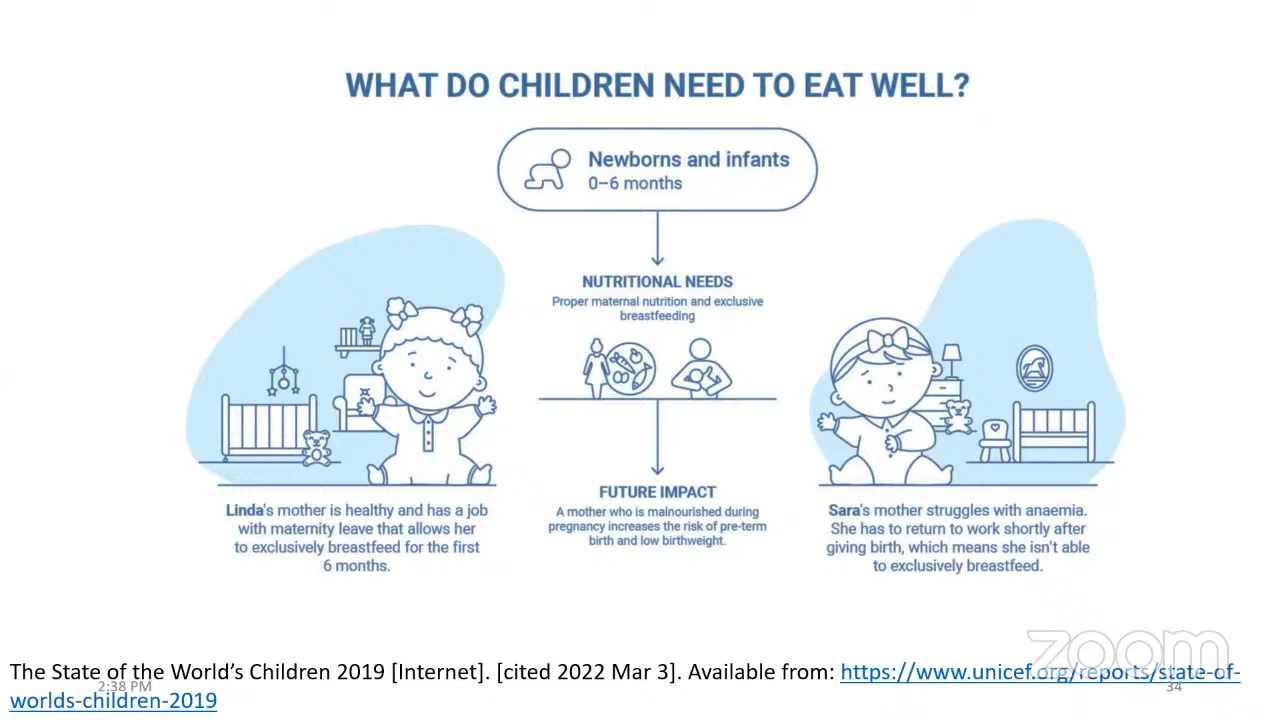 WHAT DO CHILDREN NEED TO EAT WELL?
Newborns and infants
0–6 months
NUTRITIONAL NEEDS
Proper maternal nutrition and exclusive
breastfeeding
Linda's mother is healthy and has a job
with maternity leave that allows her
to exclusively breastfeed for the first
6 months.
FUTURE IMPACT
A mother who is malnourished during
pregnancy increases the risk of pre-term
birth and low birthweight.
Sara's mother struggles with anaemia.
She has to return to work shortly after
giving birth, which means she isn't able
to exclusively breastfeed.
zoom
The State of the World's Children 2019 [Internet]. [cited 2022 Mar 3]. Available from: https://www.unicef.org/reports/state-of-
worlds-children-2019
2:38 PM
34